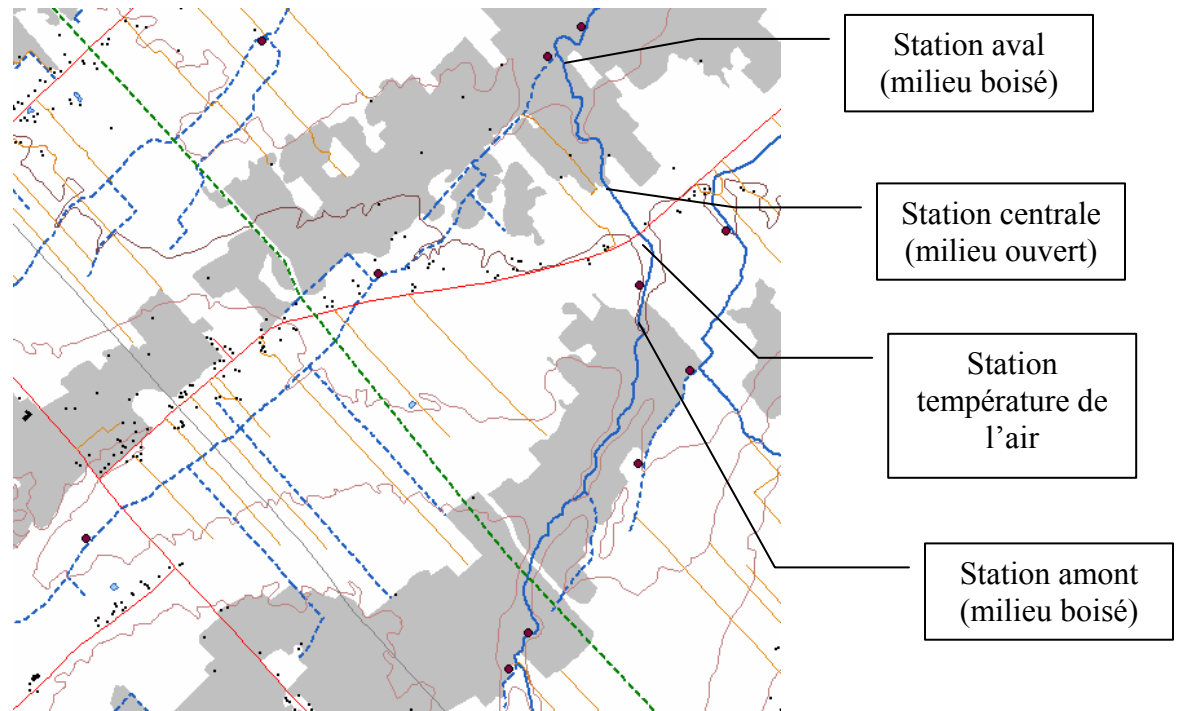 Station aval
(milieu boisé)
Station centrale
(milieu ouvert)
Station
température de
l’air
Station amont
(milieu boisé)